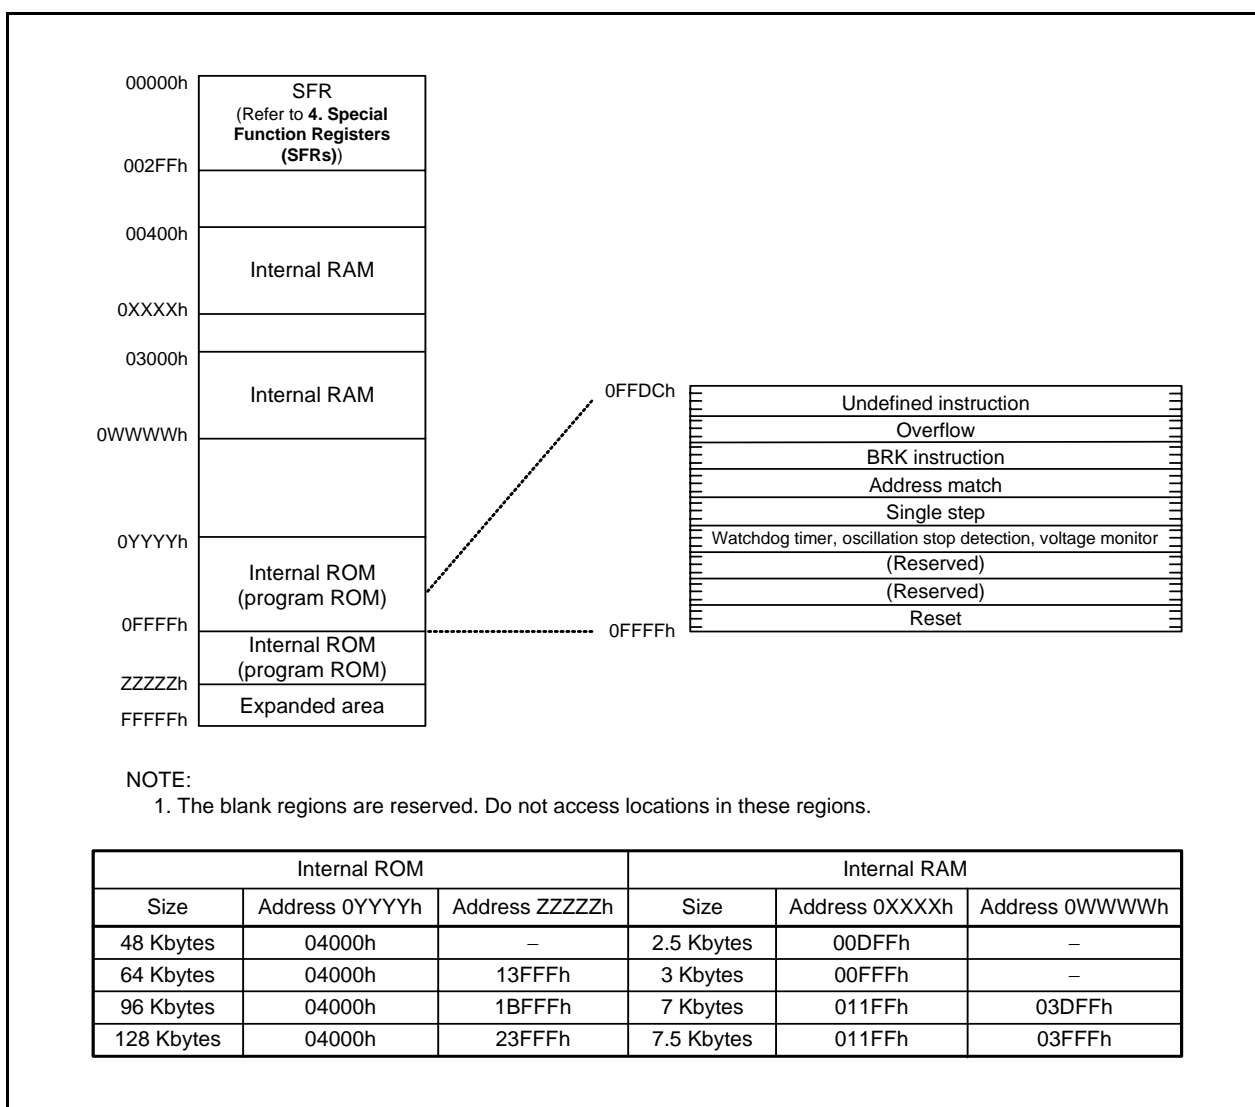 00000h
SFR
(Refer to 4. Special
Function Registers
(SFRs))
002FFh
00400h
Internal RAM
0XXXXh
03000h
Internal RAM
0WWWWh
0YYYYh
Internal ROM
(program ROM)
0FFFFh
Internal ROM
(program ROM)
ZZZZZh
Expanded area
FFFFFh
0FFDCh
Undefined instruction
Overflow
BRK instruction
Address match
Single step
Watchdog timer, oscillation stop detection, voltage monitor
(Reserved)
(Reserved)
Reset
0FFFFh
NOTE:
1. The blank regions are reserved. Do not access locations in these regions.
Internal ROM Internal RAM
Size Address 0YYYYh Address ZZZZZh Size Address 0XXXXh Address 0WWWWh
48 Kbytes 04000h – 2.5 Kbytes 00DFFh –
64 Kbytes 04000h 13FFFh 3 Kbytes 00FFFh –
96 Kbytes 04000h 1BFFFh 7 Kbytes 011FFh 03DFFh
128 Kbytes 04000h 23FFFh 7.5 Kbytes 011FFh 03FFFh